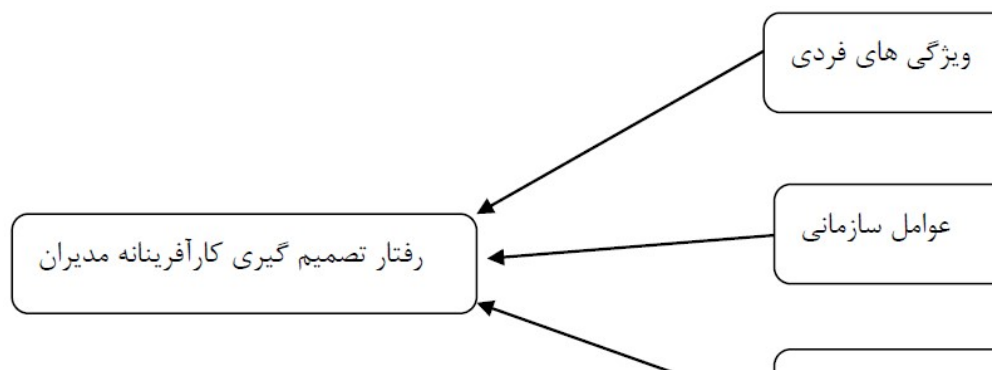 ویژگی های فردی
عوامل سازمانی
رفتار تصمیم گیری کارآفرینانه مدیران